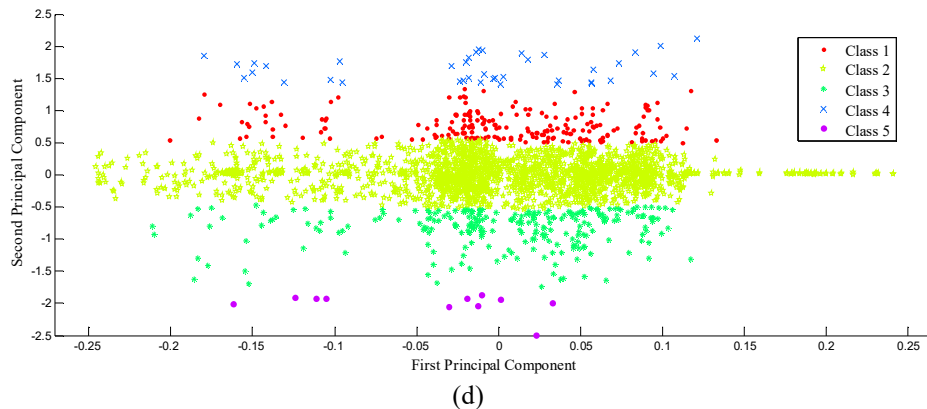 2.5
2
1.5
1
0.5
0
-0.5
-1
-1.5
-2
-2.5
Second Principal Component
Class 1
Class 2
Class 3
Class 4
Class 5
-0.25 -0.2 -0.15 -0.1 -0.05 0 0.05 0.1 0.15 0.2 0.25
First Principal Component
(d)